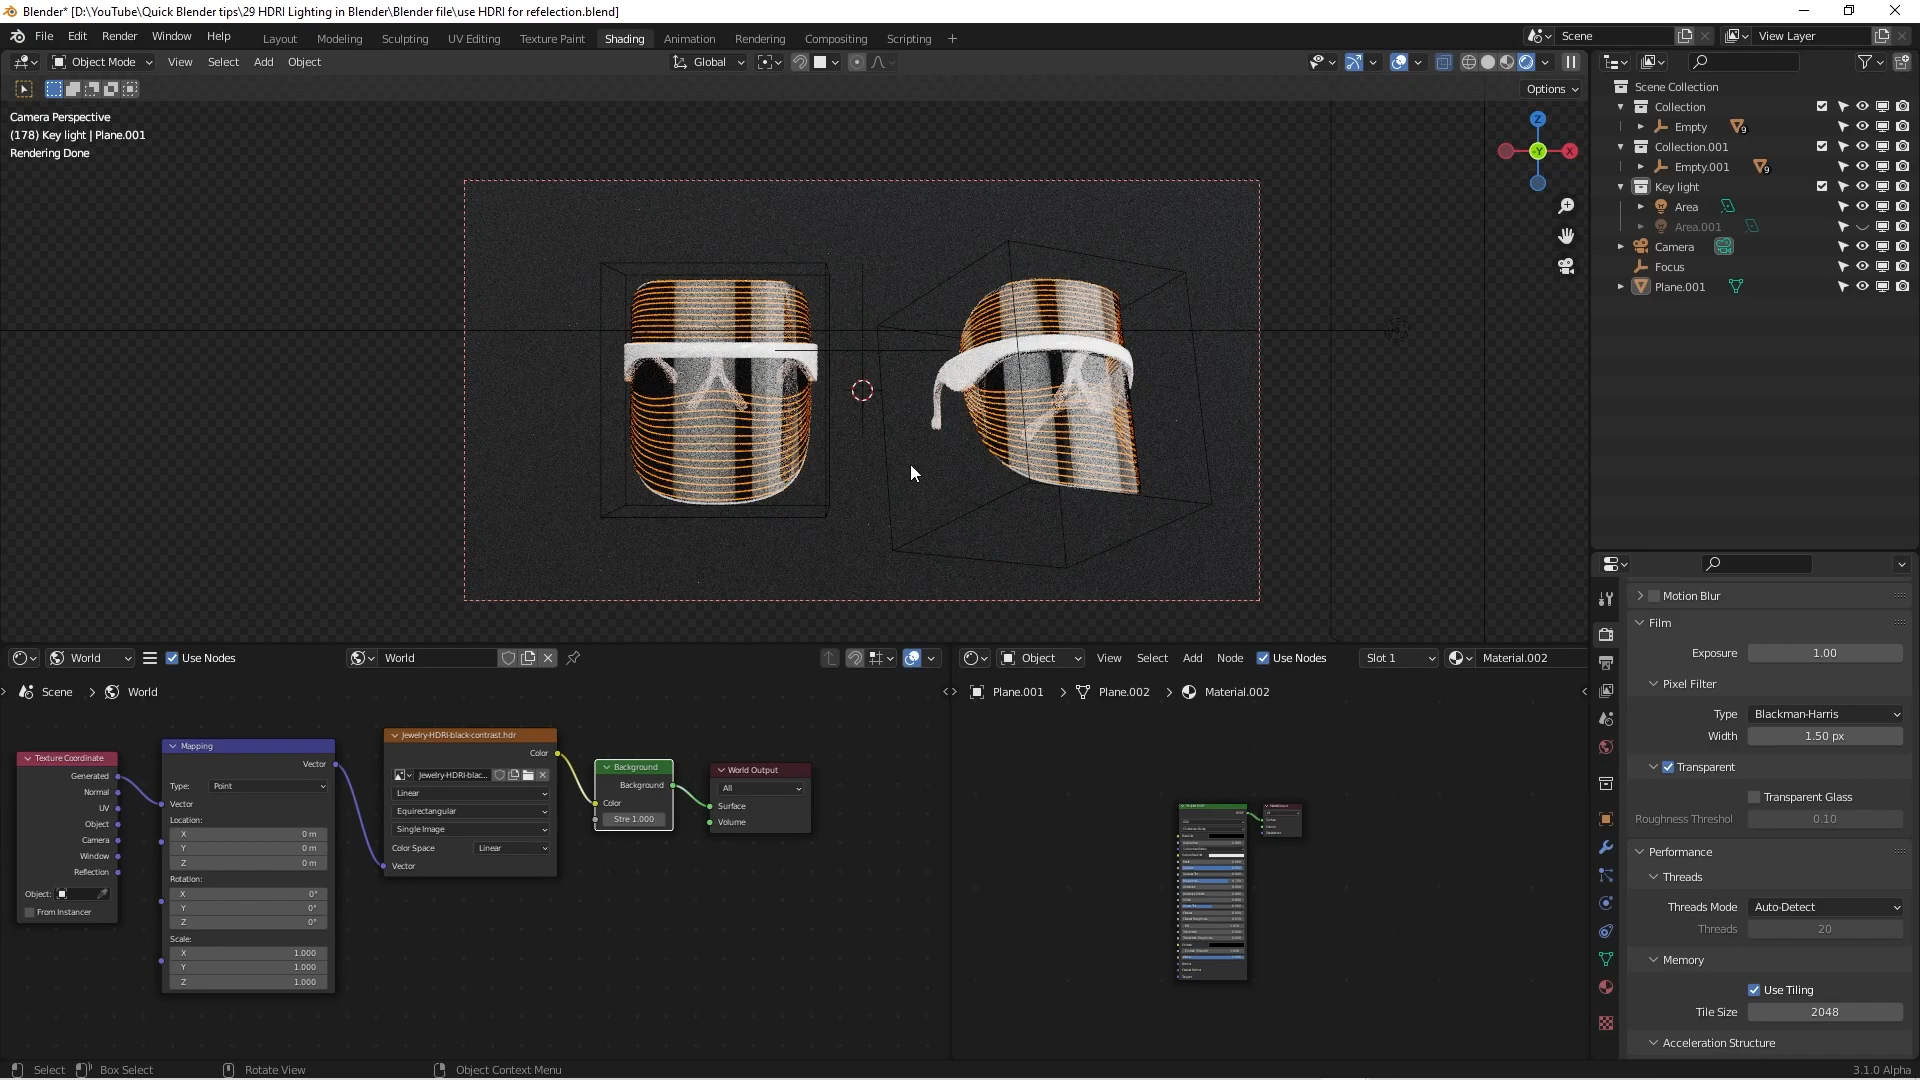 Blender* [D:\YouTube\Quick Blender tips\29 HDRI Lighting in Blender\Blender file\use HDRI for refelection.blend]
File Edit Render Window Help Layout Modeling Sculpting UV Editing Texture Paint Shading Animation Rendering Compositing Scripting + Scene View Layer
Object Mode View Select Add Object Global
Options
Camera Perspective
(178) Key light | Plane.001
Rendering Done
Z
Y
X
Scene Collection
Collection
Empty 9
Collection.001
Empty.001 9
Key light
Area
Area.001
Camera
Focus
Plane.001
Motion Blur
Film
Exposure 1.00
Pixel Filter
Type Blackman-Harris
Width 1.50 px
Transparent
Transparent Glass
Roughness Threshol 0.10
Performance
Threads
Threads Mode Auto-Detect
Threads 20
Memory
Use Tiling
Tile Size 2048
Acceleration Structure
World Use Nodes World
Scene > World
Texture Coordinate
Generated
Normal
UV
Object
Camera
Window
Reflection
Object:
From Instancer
Mapping
Vector
Type: Point
Vector
Location:
X 0 m
Y 0 m
Z 0 m
Rotation:
X 0°
Y 0°
Z 0°
Scale:
X 1.000
Y 1.000
Z 1.000
Jewelry-HDRI-black-contrast.hdr
Color
Jewelry-HDRI-blac...
Linear
Equirectangular
Single Image
Color Space Linear
Vector
Background
Background
Color
Stre 1.000
World Output
All
Surface
Volume
Object View Select Add Node Use Nodes Slot 1 Material.002
Plane.001 > Plane.002 > Material.002
Select Box Select Rotate View Object Context Menu 3.1.0 Alpha